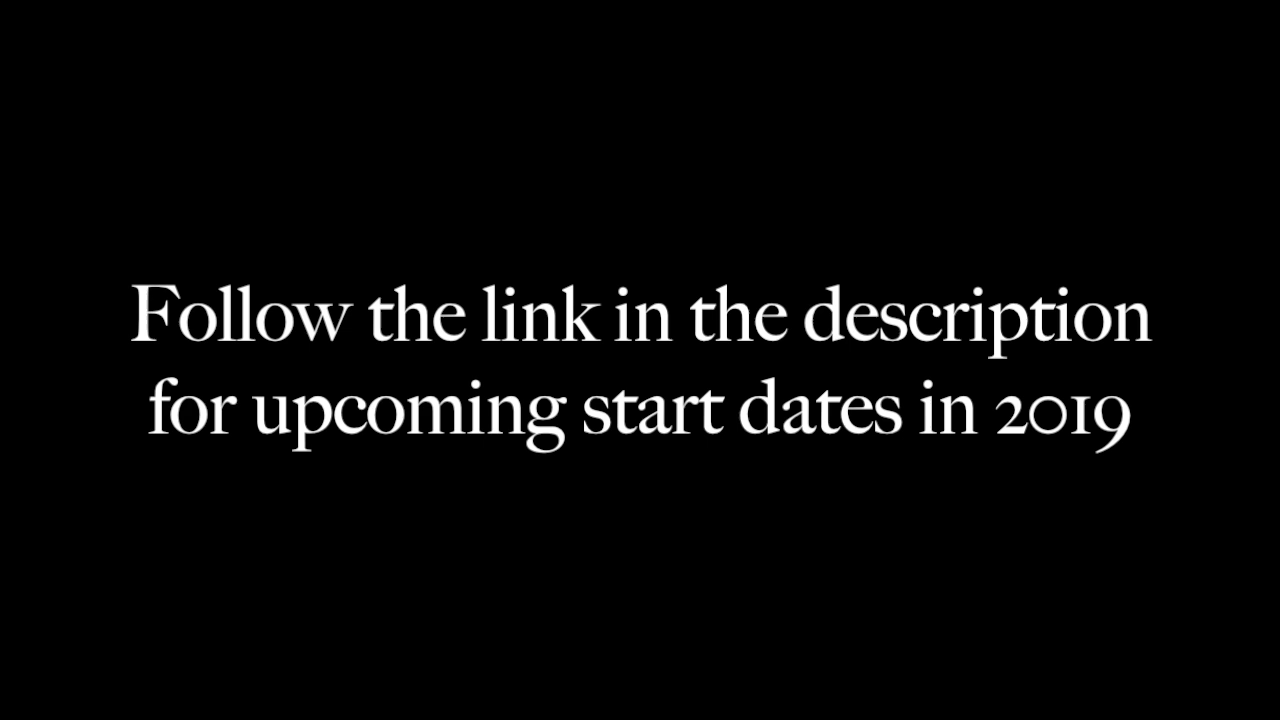 Follow the link in the description
for upcoming start dates in 2019